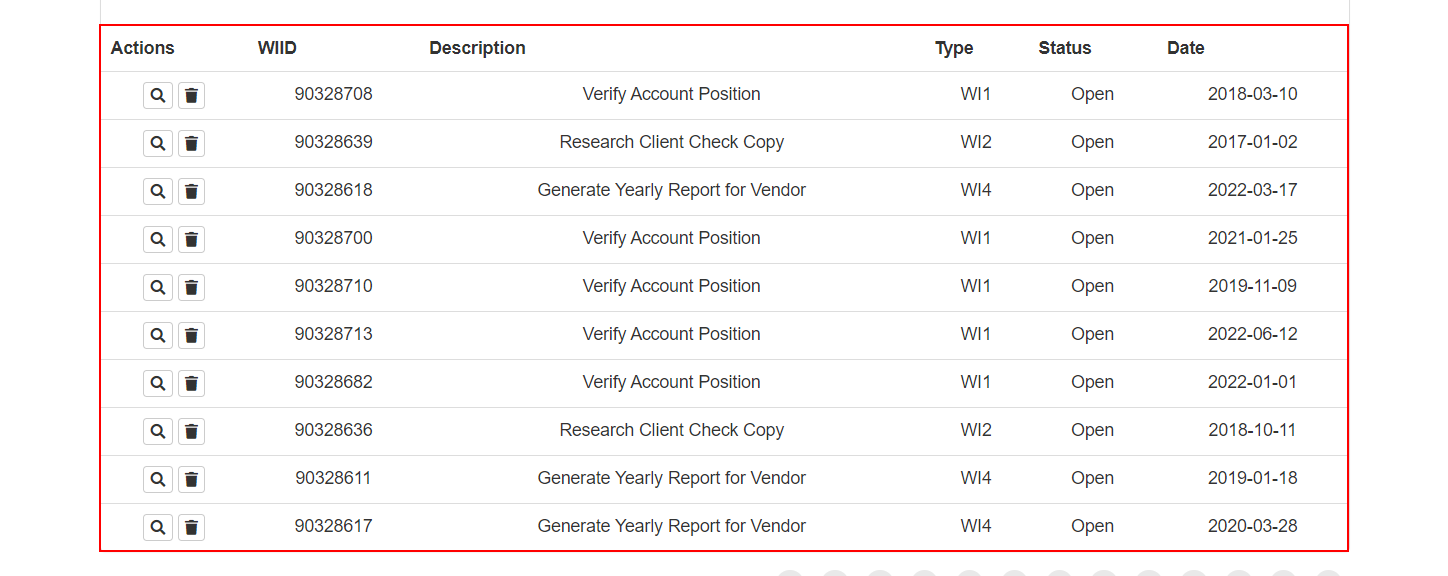 Actions WIID Description Type Status Date
90328708 Verify Account Position WI1 Open 2018-03-10
90328639 Research Client Check Copy WI2 Open 2017-01-02
90328618 Generate Yearly Report for Vendor WI4 Open 2022-03-17
90328700 Verify Account Position WI1 Open 2021-01-25
90328710 Verify Account Position WI1 Open 2019-11-09
90328713 Verify Account Position WI1 Open 2022-06-12
90328682 Verify Account Position WI1 Open 2022-01-01
90328636 Research Client Check Copy WI2 Open 2018-10-11
90328611 Generate Yearly Report for Vendor WI4 Open 2019-01-18
90328617 Generate Yearly Report for Vendor WI4 Open 2020-03-28